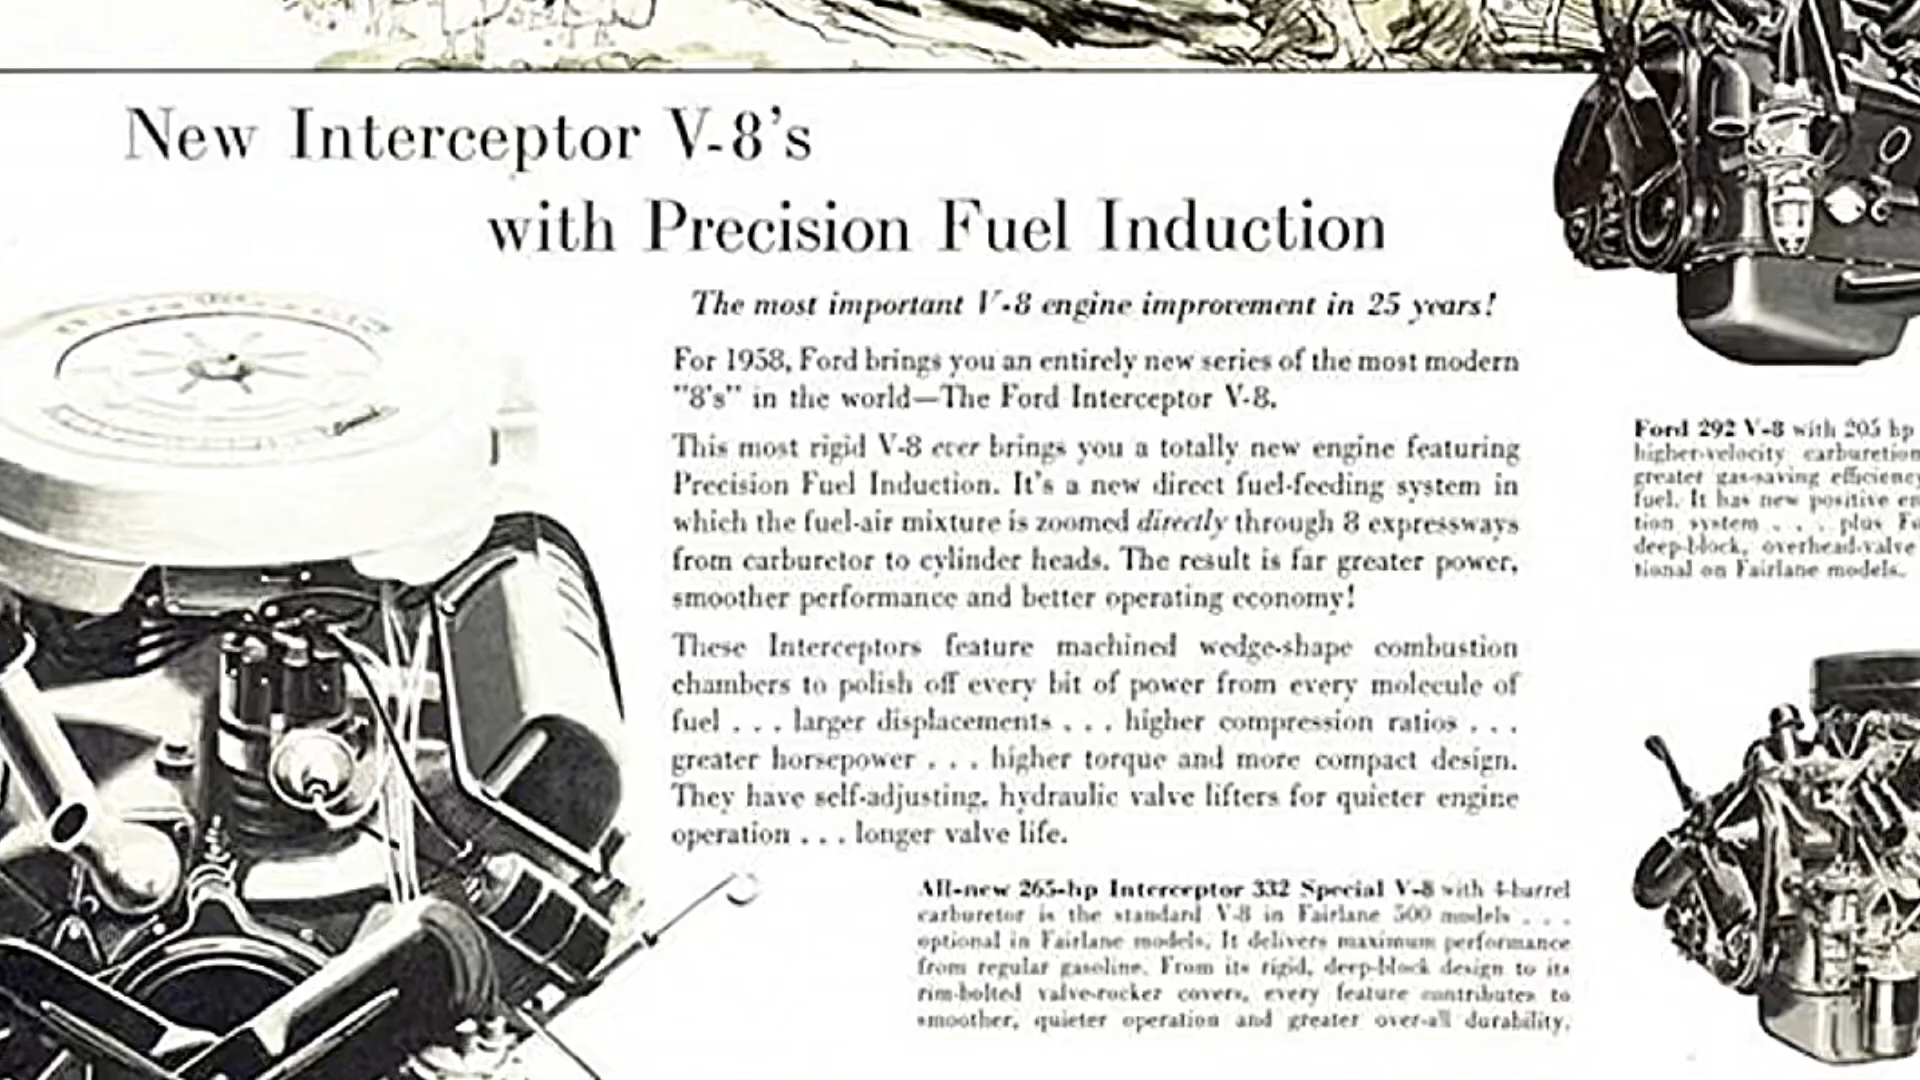 New Interceptor V-8's
with Precision Fuel Induction
The most important V-8 engine improvement in 25 years!
For 1958, Ford brings you an entirely new series of the most modern
"8's" in the world—The Ford Interceptor V-8.
This most rigid V-8 ever brings you a totally new engine featuring
Precision Fuel Induction. It's a new direct fuel-feeding system in
which the fuel-air mixture is zoomed directly through 8 expressways
from carburetor to cylinder heads. The result is far greater power,
smoother performance and better operating economy!
These Interceptors feature machined wedge-shape combustion
chambers to polish off every bit of power from every molecule of
fuel . . . larger displacements . . . higher compression ratios . . .
greater horsepower . . . higher torque and more compact design.
They have self-adjusting, hydraulic valve lifters for quieter engine
operation . . . longer valve life.
All-new 265-hp Interceptor 332 Special V-8 with 4-barrel
carburetor is the standard V-8 in Fairlane 500 models . . .
optional in Fairlane models. It delivers maximum performance
from regular gasoline. From its rigid, deep-block design to its
rim-bolted valve-rocker covers, every feature contributes to
smoother, quieter operation and greater over-all durability.
Ford 292 V-8 with 205 hp
higher-velocity carburetion
greater gas-saving efficiency
fuel. It has new positive en
tion system . . . plus
deep-block, overhead-valve
tional on Fairlane models.